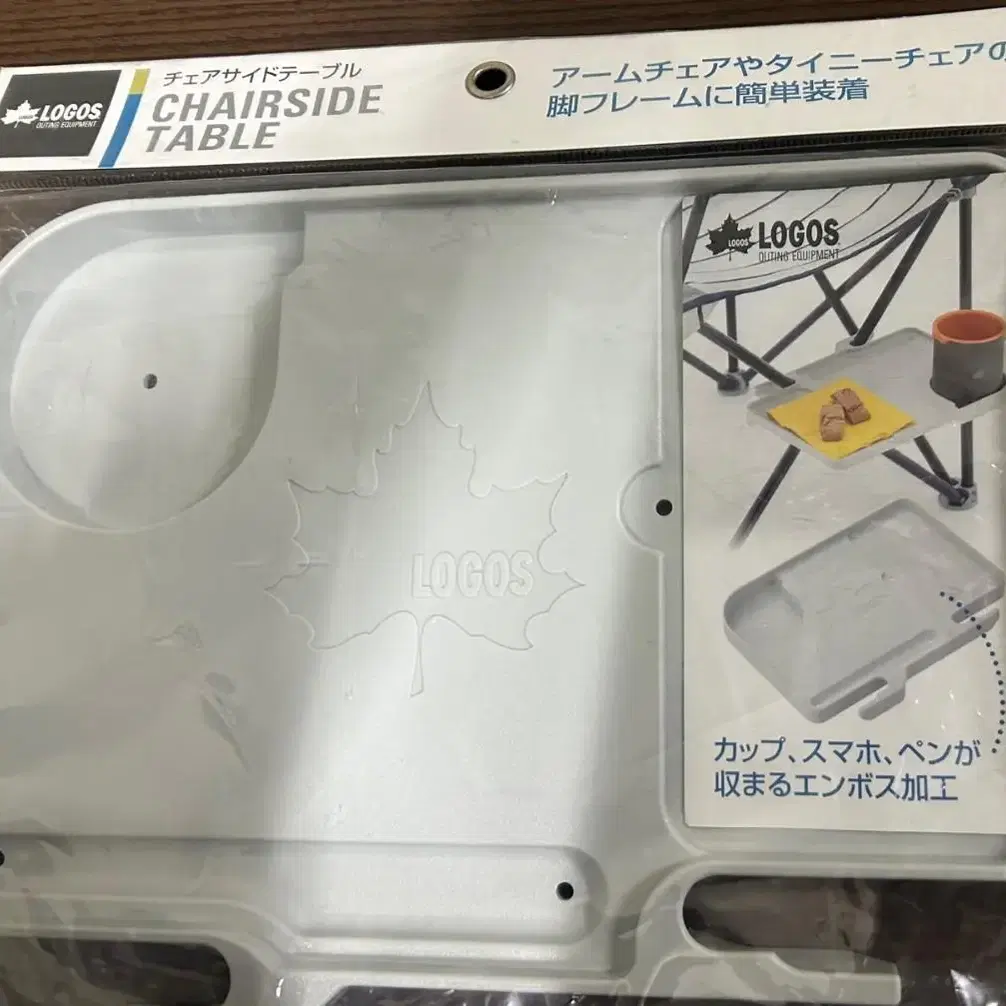 LOGOS
OUTING EQUIPMENT
チェアサイドテーブル
CHAIRSIDE
TABLE
アームチェアやタイニーチェアの
脚フレームに簡単装着
LOGOS
LOGOS
OUTING EQUIPMENT
LOGOS
カップ、スマホ、ペンが
収まるエンボス加工